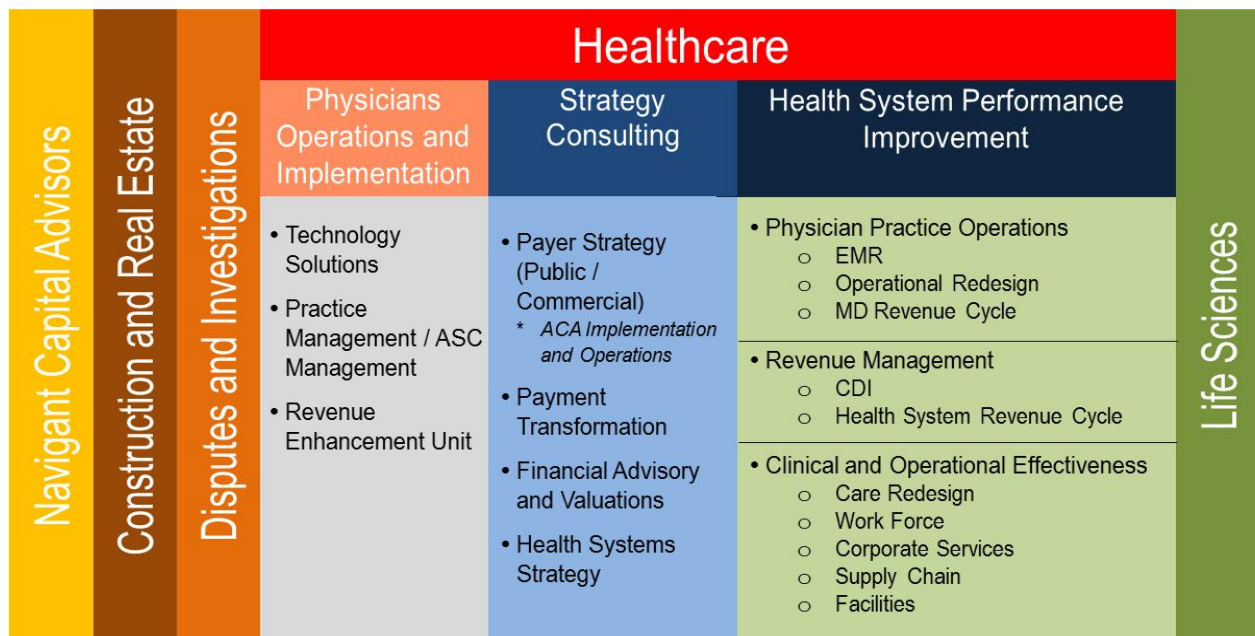 Navigant Capital Advisors
Construction and Real Estate
Disputes and Investigations
Healthcare
Physicians
Operations and
Implementation
• Technology
Solutions
• Practice
Management / ASC
Management
• Revenue
Enhancement Unit
Strategy
Consulting
• Payer Strategy
(Public /
Commercial)
* ACA Implementation
and Operations
• Payment
Transformation
• Financial Advisory
and Valuations
• Health Systems
Strategy
Health System Performance
Improvement
• Physician Practice Operations
o EMR
o Operational Redesign
o MD Revenue Cycle
• Revenue Management
o CDI
o Health System Revenue Cycle
• Clinical and Operational Effectiveness
o Care Redesign
o Work Force
o Corporate Services
o Supply Chain
o Facilities
Life Sciences